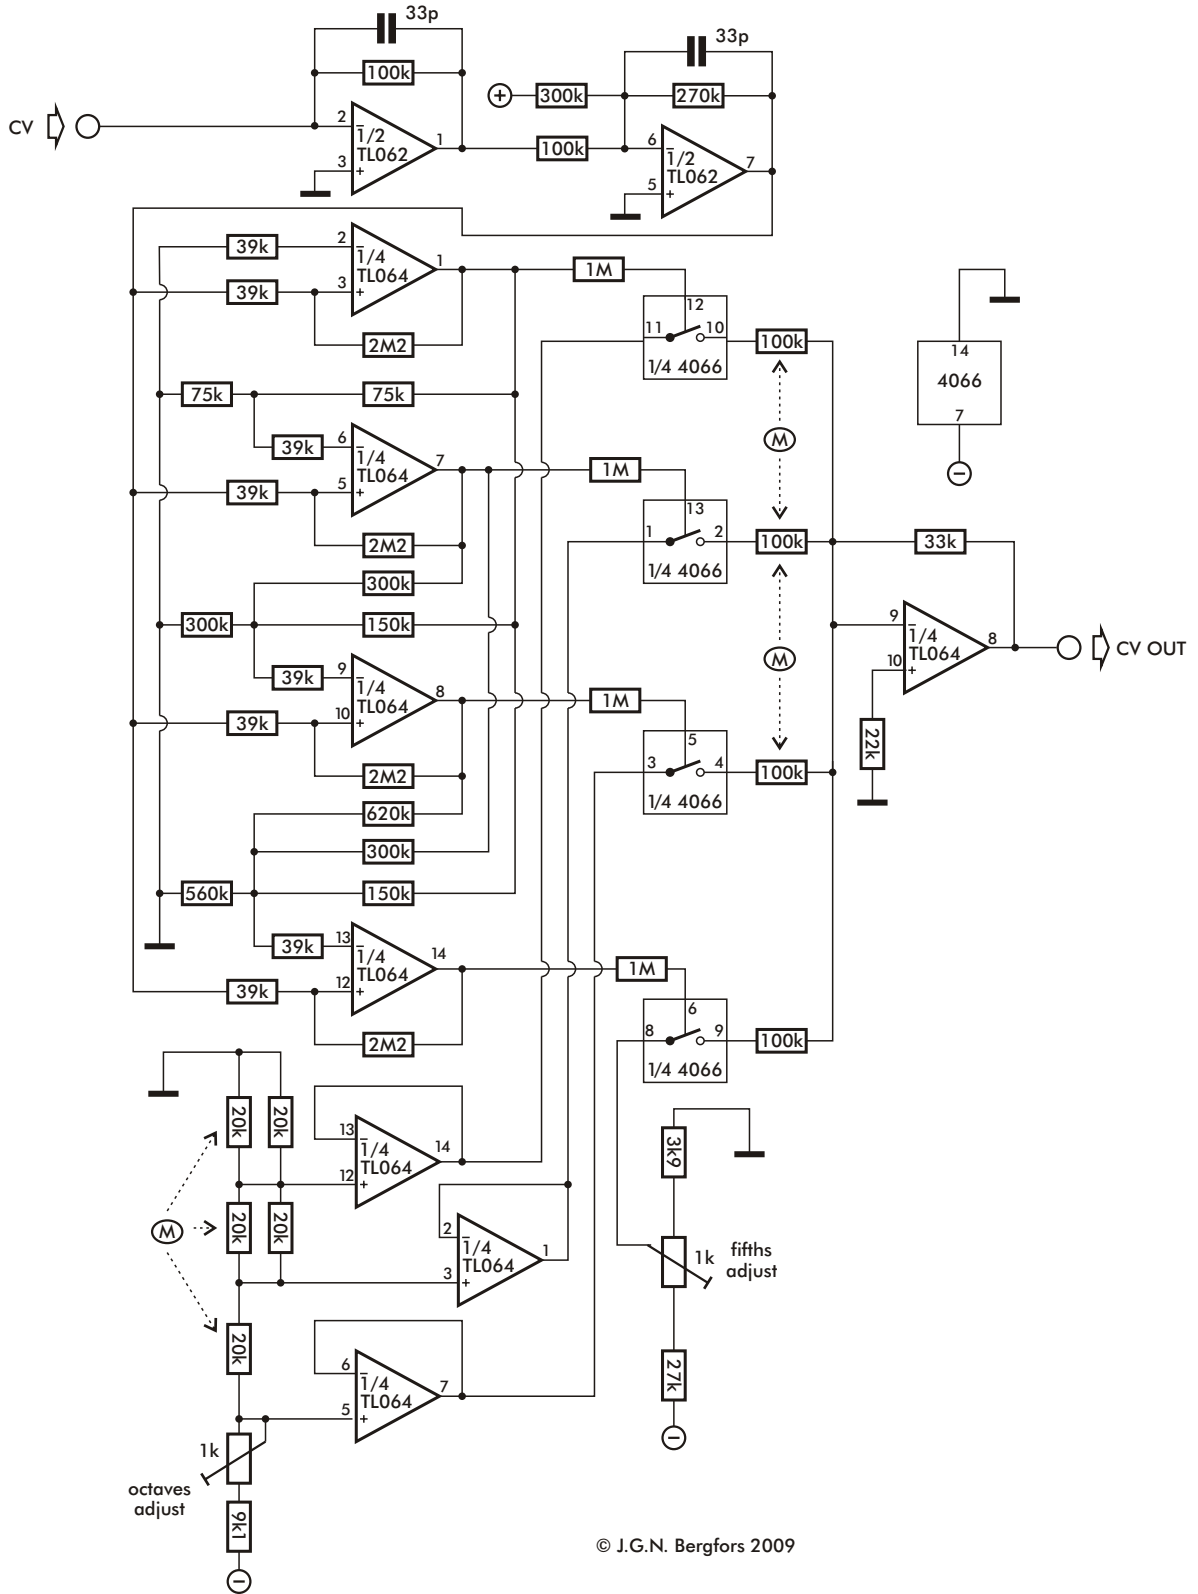 33p
100k
33p
300k
270k
CV
2
1/2
TL062
3
+
1
100k
6
1/2
TL062
5
+
7
39k
2
1/4
TL064
3
+
1
39k
2M2
1M
12
11
10
1/4 4066
100k
14
4066
7
75k
75k
39k
6
1/4
TL064
5
+
7
39k
2M2
1M
M
13
1
2
1/4 4066
100k
33k
300k
300k
150k
39k
9
1/4
TL064
10
+
8
39k
2M2
1M
M
5
3
4
1/4 4066
100k
9
1/4
TL064
10
+
8
CV OUT
22k
620k
300k
560k
150k
39k
13
1/4
TL064
12
+
14
39k
2M2
1M
6
8
9
1/4 4066
100k
20k
20k
13
1/4
TL064
12
+
14
3k9
M
20k
20k
2
1/4
TL064
3
+
1
1k
fifths
adjust
20k
6
1/4
TL064
5
+
7
27k
1k
octaves
adjust
9k1
© J.G.N. Bergfors 2009